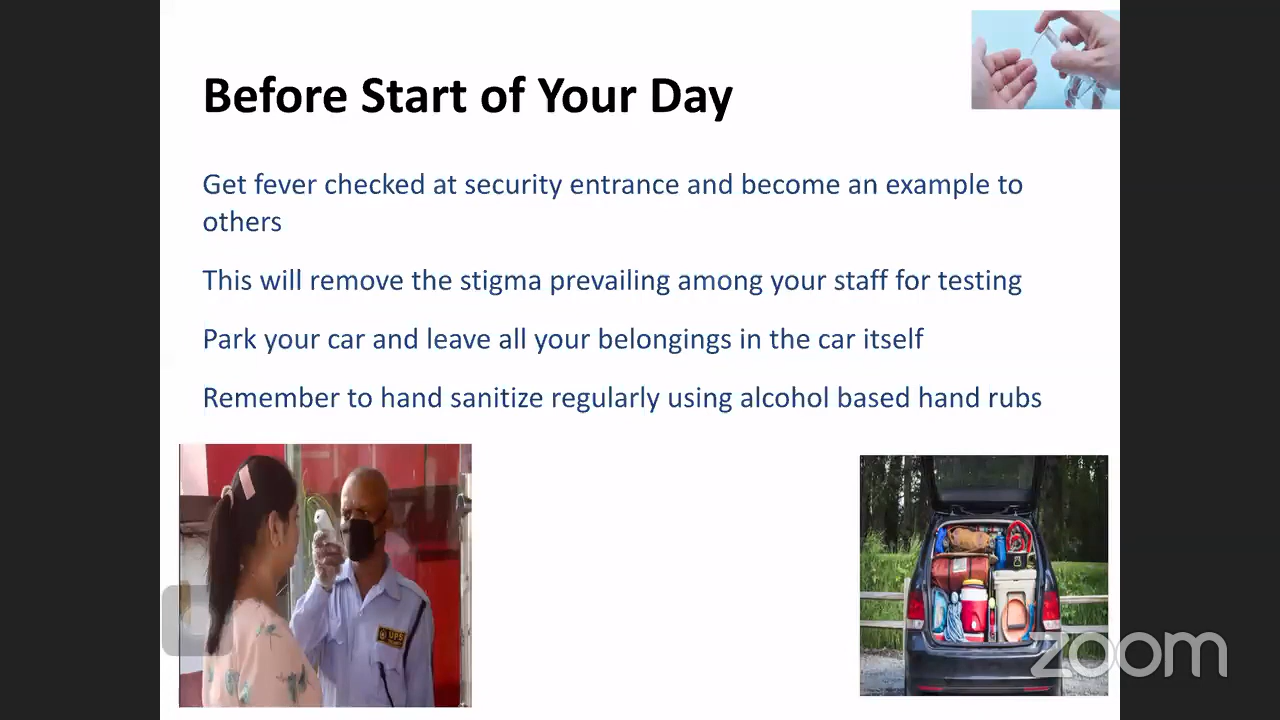 Before Start of Your Day
Get fever checked at security entrance and become an example to
others
This will remove the stigma prevailing among your staff for testing
Park your car and leave all your belongings in the car itself
Remember to hand sanitize regularly using alcohol based hand rubs
UPS
zoom